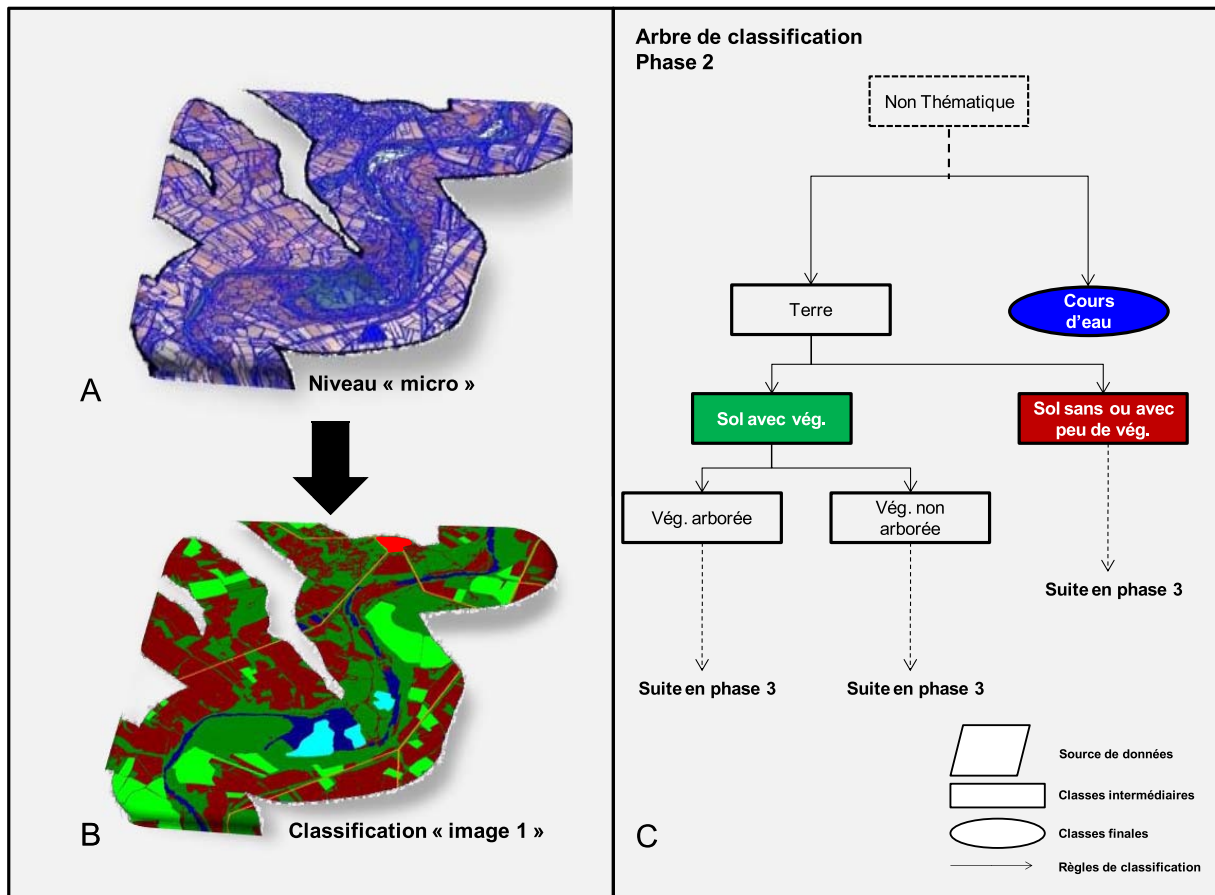 A
Niveau « micro »
B
Classification « image 1 »
Arbre de classification
Phase 2
Non Thématique
Terre
Cours
d’eau
Sol avec vég.
Sol sans ou avec
peu de vég.
Vég. arborée
Vég. non
arborée
Suite en phase 3
Suite en phase 3
Suite en phase 3
C
Source de données
Classes intermédiaires
Classes finales
Règles de classification